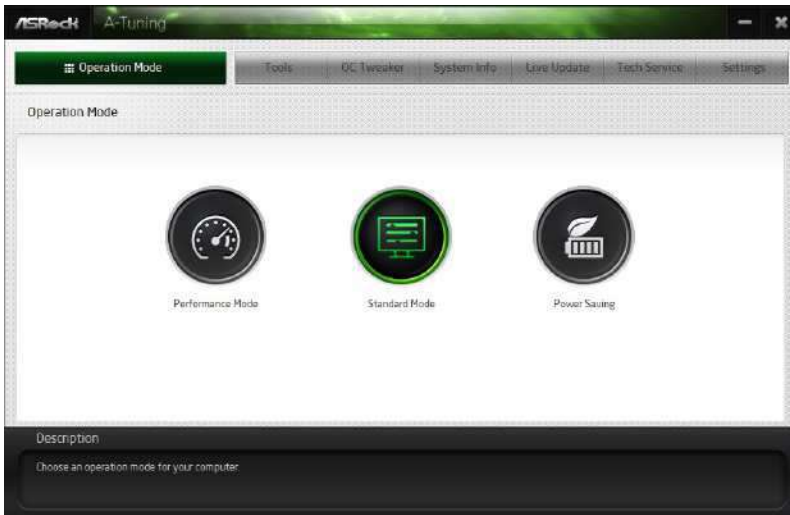 ASRock A-Tuning
Operation Mode Tools OC Tweaker System Info Live Update Tech Service Settings
Operation Mode
Performance Mode Standard Mode Power Saving
Description
Choose an operation mode for your computer.